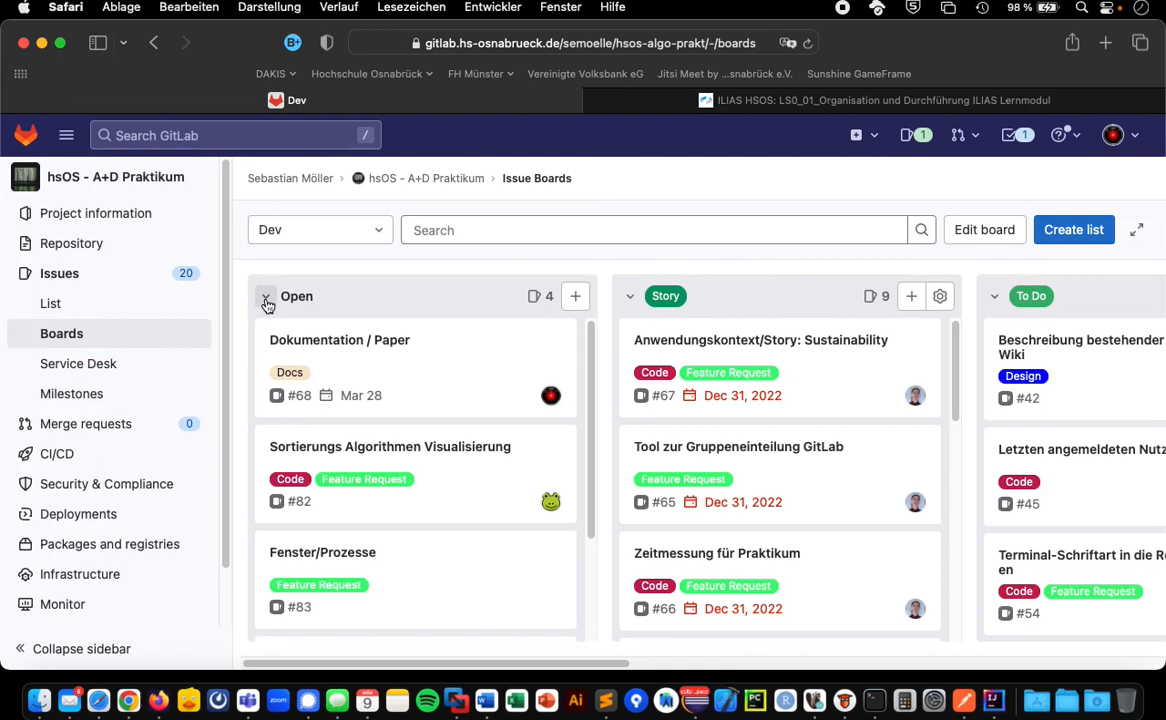 Safari Ablage Bearbeiten Darstellung Verlauf Lesezeichen Entwickler Fenster Hilfe 98 %
gitlab.hs-osnabrueck.de/semoelle/hsos-algo-prakt/-/boards
DAKIS Hochschule Osnabrück FH Münster Vereinigte Volksbank eG Jitsi Meet by ...snabrück e.V. Sunshine GameFrame
Dev ILIAS HSOS: LS0_01_Organisation und Durchführung ILIAS Lernmodul
Search GitLab / 1 1
hsOS - A+D Praktikum
Sebastian Möller hsOS - A+D Praktikum Issue Boards
Project information
Repository
Issues 20
List
Boards
Service Desk
Milestones
Merge requests 0
CI/CD
Security & Compliance
Deployments
Packages and registries
Infrastructure
Monitor
Collapse sidebar
Dev Search Edit board Create list
Open 4
Dokumentation / Paper
Docs
#68 Mar 28
Sortierungs Algorithmen Visualisierung
Code Feature Request
#82
Fenster/Prozesse
Feature Request
#83
Story 9
Anwendungskontext/Story: Sustainability
Code Feature Request
#67 Dec 31, 2022
Tool zur Gruppeneinteilung GitLab
Feature Request
#65 Dec 31, 2022
Zeitmessung für Praktikum
Code Feature Request
#66 Dec 31, 2022
To Do
Beschreibung bestehender
Wiki
Design
#42
Letzten angemeldeten Nutz
Code
#45
Terminal-Schriftart in die Re
en
Code Feature Request
#54